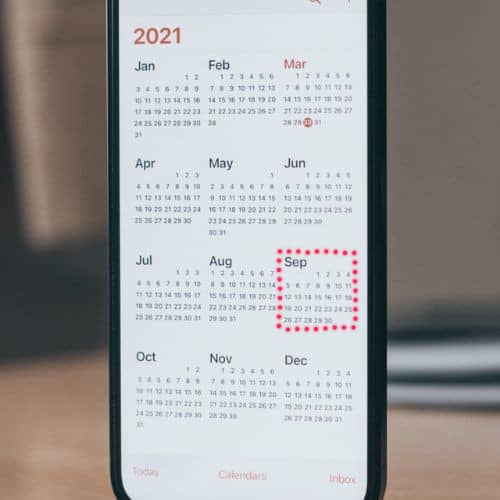 2021
Jan
1 2
3 4 5 6 7 8 9
10 11 12 13 14 15 16
17 18 19 20 21 22 23
24 25 26 27 28 29 30
31
Feb
1 2 3 4 5 6
7 8 9 10 11 12 13
14 15 16 17 18 19 20
21 22 23 24 25 26 27
28
Mar
1 2 3 4 5 6
7 8 9 10 11 12 13
14 15 16 17 18 19 20
21 22 23 24 25 26 27
28 29 30 31
Apr
1 2 3
4 5 6 7 8 9 10
11 12 13 14 15 16 17
18 19 20 21 22 23 24
25 26 27 28 29 30
May
1
2 3 4 5 6 7 8
9 10 11 12 13 14 15
16 17 18 19 20 21 22
23 24 25 26 27 28 29
30 31
Jun
1 2 3 4 5
6 7 8 9 10 11 12
13 14 15 16 17 18 19
20 21 22 23 24 25 26
27 28 29 30
Jul
1 2 3
4 5 6 7 8 9 10
11 12 13 14 15 16 17
18 19 20 21 22 23 24
25 26 27 28 29 30 31
Aug
1 2 3 4 5 6 7
8 9 10 11 12 13 14
15 16 17 18 19 20 21
22 23 24 25 26 27 28
29 30 31
Sep
1 2 3 4
5 6 7 8 9 10 11
12 13 14 15 16 17 18
19 20 21 22 23 24 25
26 27 28 29 30
Oct
1 2
3 4 5 6 7 8 9
10 11 12 13 14 15 16
17 18 19 20 21 22 23
24 25 26 27 28 29 30
31
Nov
1 2 3 4 5 6
7 8 9 10 11 12 13
14 15 16 17 18 19 20
21 22 23 24 25 26 27
28 29 30
Dec
1 2 3 4
5 6 7 8 9 10 11
12 13 14 15 16 17 18
19 20 21 22 23 24 25
26 27 28 29 30 31
Today Calendars Inbox